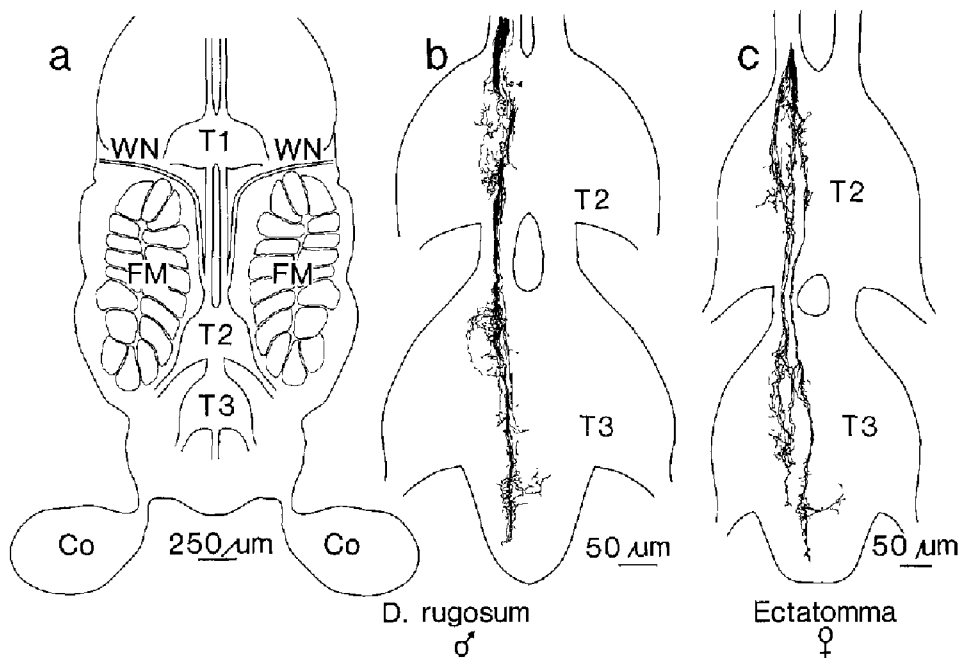 a
WN T1 WN
FM FM
T2
T3
Co 250 µm Co
b
T2
T3
50 µm
D. rugosum
♂
c
T2
T3
50 µm
Ectatomma
♀